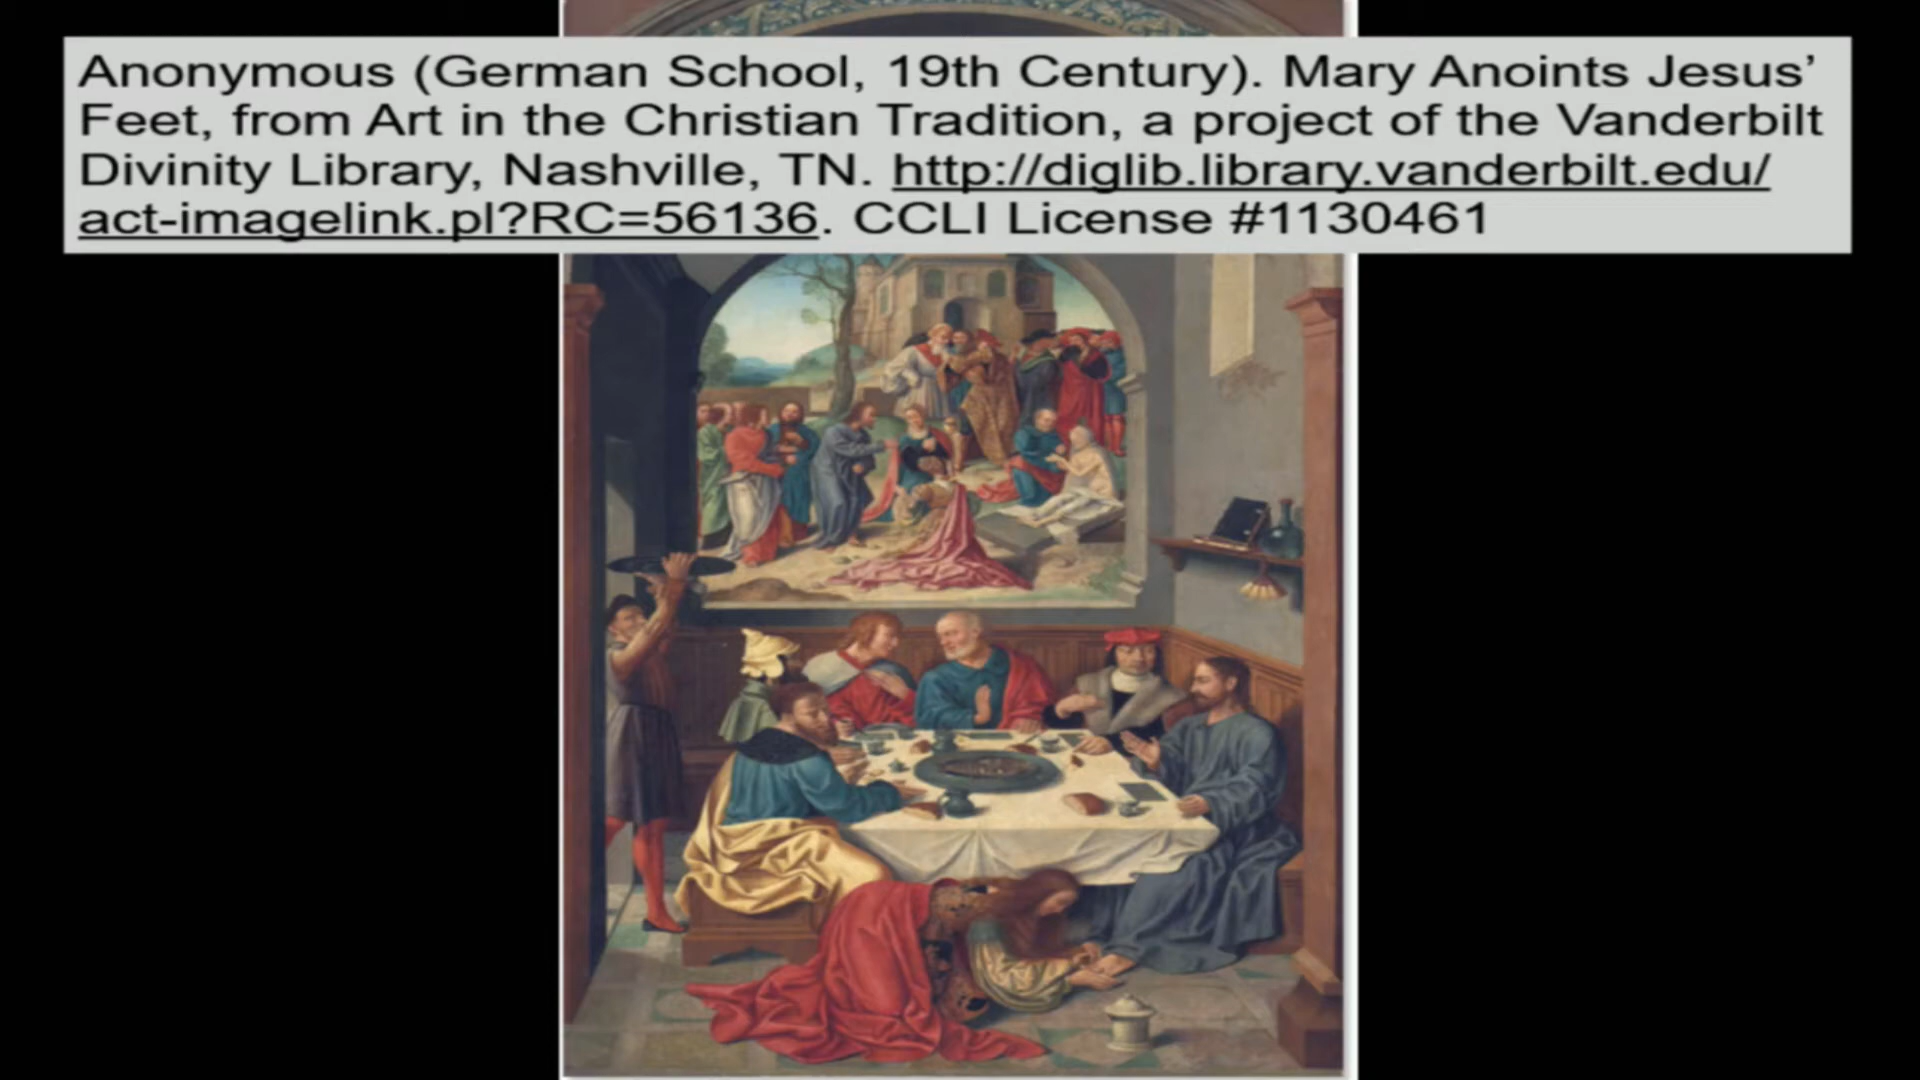 Anonymous (German School, 19th Century). Mary Anoints Jesus’
Feet, from Art in the Christian Tradition, a project of the Vanderbilt
Divinity Library, Nashville, TN. http://diglib.library.vanderbilt.edu/
act-imagelink.pl?RC=56136. CCLI License #1130461